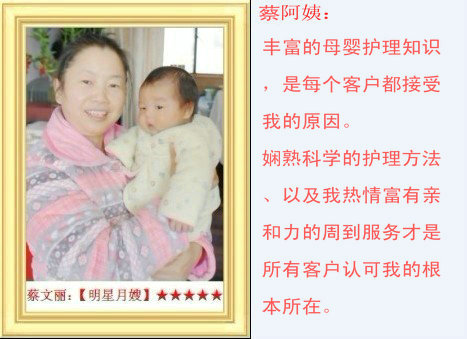 蔡阿姨：
丰富的母婴护理知识
，是每个客户都接受
我的原因。
娴熟科学的护理方法
、以及我热情富有亲
和力的周到服务才是
所有客户认可我的根
本所在。
蔡文丽：【明星月嫂】★★★★★